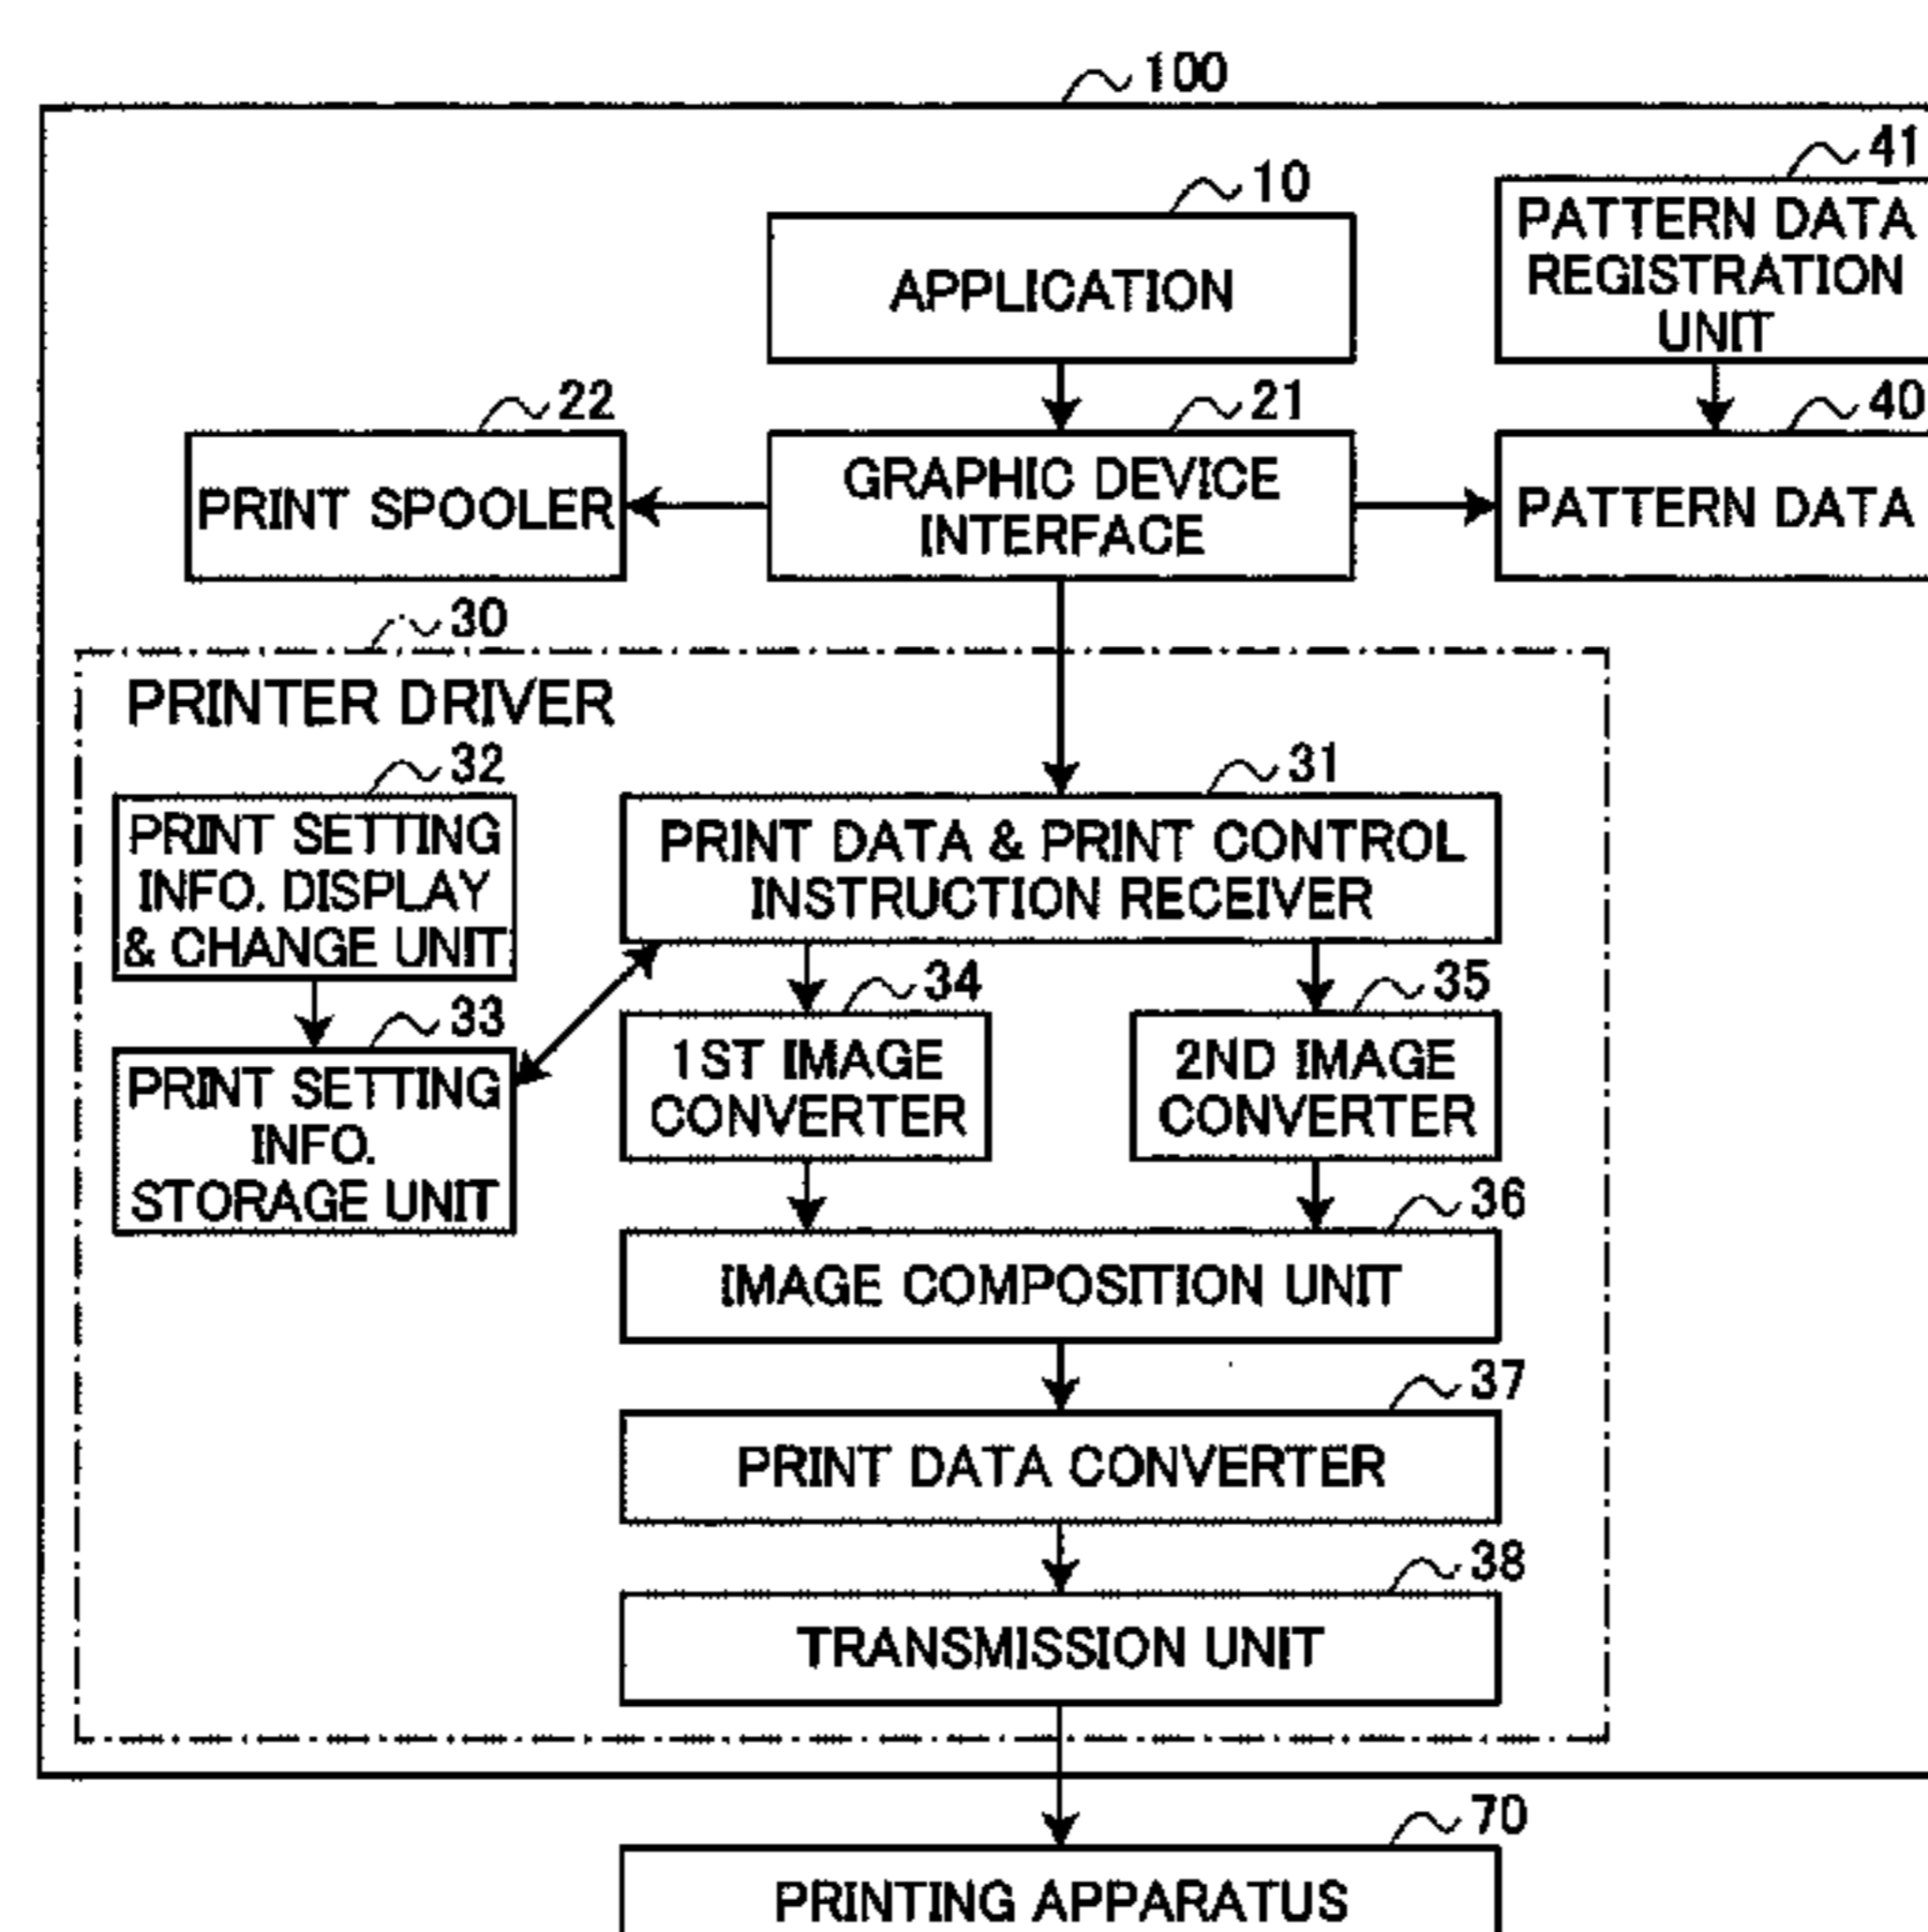 100
41
10
PATTERN DATA
REGISTRATION
UNIT
APPLICATION
22
21
40
PRINT SPOOLER
GRAPHIC DEVICE
INTERFACE
PATTERN DATA
30
PRINTER DRIVER
32
31
PRINT SETTING
INFO. DISPLAY
& CHANGE UNIT
PRINT DATA & PRINT CONTROL
INSTRUCTION RECEIVER
33
34
35
PRINT SETTING
INFO.
STORAGE UNIT
1ST IMAGE
CONVERTER
2ND IMAGE
CONVERTER
36
IMAGE COMPOSITION UNIT
37
PRINT DATA CONVERTER
38
TRANSMISSION UNIT
70
PRINTING APPARATUS